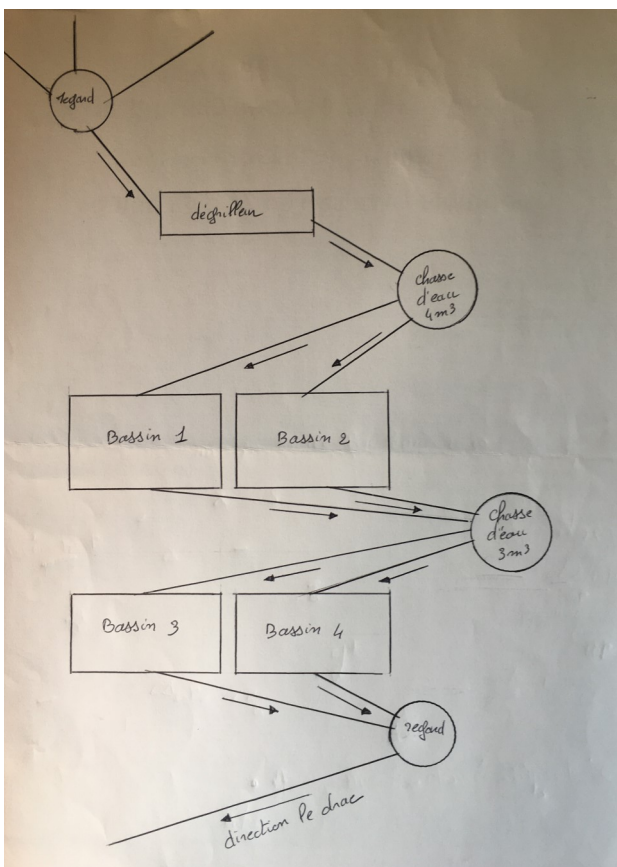 regard
dégrilleur
chasse
d'eau
4m³
Bassin 1
Bassin 2
chasse
d'eau
3m³
Bassin 3
Bassin 4
regard
direction le drac